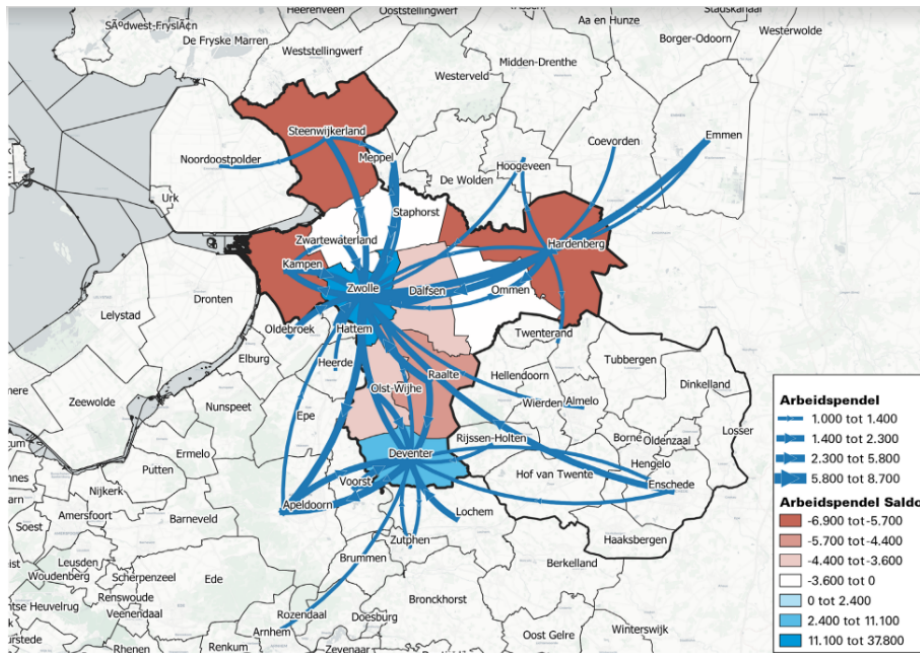 Heerenveen
Ooststellingwerf
Stadskanaal
SÃºdwest-FryslÃ¢n
Aa en Hunze
De Fryske Marren
Weststellingwerf
Borger-Odoorn
Westerwolde
Midden-Drenthe
Westerveld
Steenwijkerland
Emmen
Noordoostpolder
Meppel
Hoogeveen
Coevorden
De Wolden
Urk
Staphorst
Zwartewaterland
Hardenberg
Kampen
Zwolle
Dalfsen
Ommen
Dronten
Lelystad
Oldebroek
Hattem
Twenterand
Elburg
Heerde
Tubbergen
Raalte
Hellendoorn
Dinkelland
Olst-Wijhe
Zeewolde
Nunspeet
Epe
Wierden
Almelo
Losser
Rijssen-Holten
Borne
Oldenzaal
Ermelo
Deventer
Hengelo
Putten
Voorst
Hof van Twente
Enschede
Nijkerk
Apeldoorn
Amersfoort
Barneveld
Lochem
Soest
Haaksbergen
Zutphen
Leusden
Brummen
Berkelland
Woudenberg
Scherpenzeel
Ede
Renswoude
Bronckhorst
Veenendaal
Rozendaal
Doesburg
Arnhem
Winterswijk
Oost Gelre
Rhenen
Renkum
Zevenaar
Arbeidspendel
1.000 tot 1.400
1.400 tot 2.300
2.300 tot 5.800
5.800 tot 8.700
Arbeidspendel Saldo
-6.900 tot -5.700
-5.700 tot -4.400
-4.400 tot -3.600
-3.600 tot 0
0 tot 2.400
2.400 tot 11.100
11.100 tot 37.800